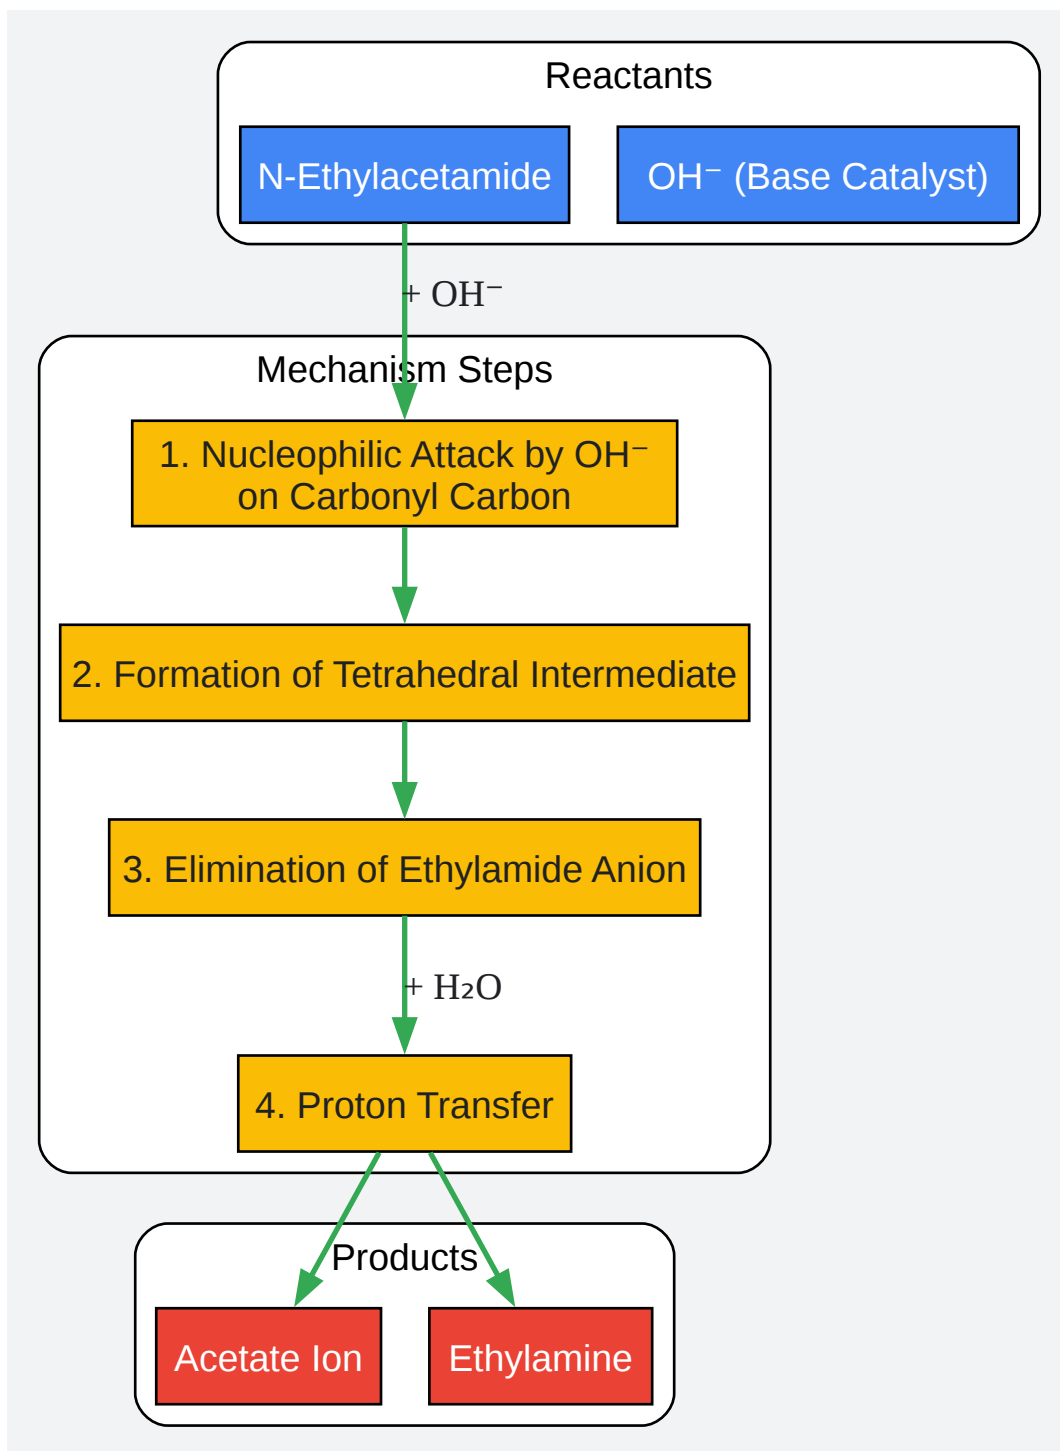 Reactants
N-Ethylacetamide
OH⁻ (Base Catalyst)
+ OH⁻
Mechanism Steps
1. Nucleophilic Attack by OH⁻
on Carbonyl Carbon
2. Formation of Tetrahedral Intermediate
3. Elimination of Ethylamide Anion
+ H₂O
4. Proton Transfer
Products
Acetate Ion
Ethylamine